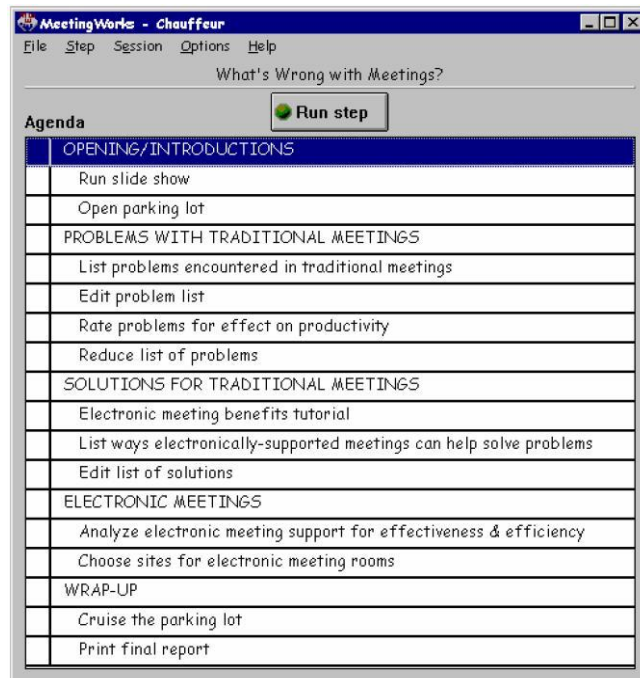 MeetingWorks - Chauffeur
File Step Session Options Help
What's Wrong with Meetings?
Run step
Agenda
OPENING/INTRODUCTIONS
Run slide show
Open parking lot
PROBLEMS WITH TRADITIONAL MEETINGS
List problems encountered in traditional meetings
Edit problem list
Rate problems for effect on productivity
Reduce list of problems
SOLUTIONS FOR TRADITIONAL MEETINGS
Electronic meeting benefits tutorial
List ways electronically-supported meetings can help solve problems
Edit list of solutions
ELECTRONIC MEETINGS
Analyze electronic meeting support for effectiveness & efficiency
Choose sites for electronic meeting rooms
WRAP-UP
Cruise the parking lot
Print final report